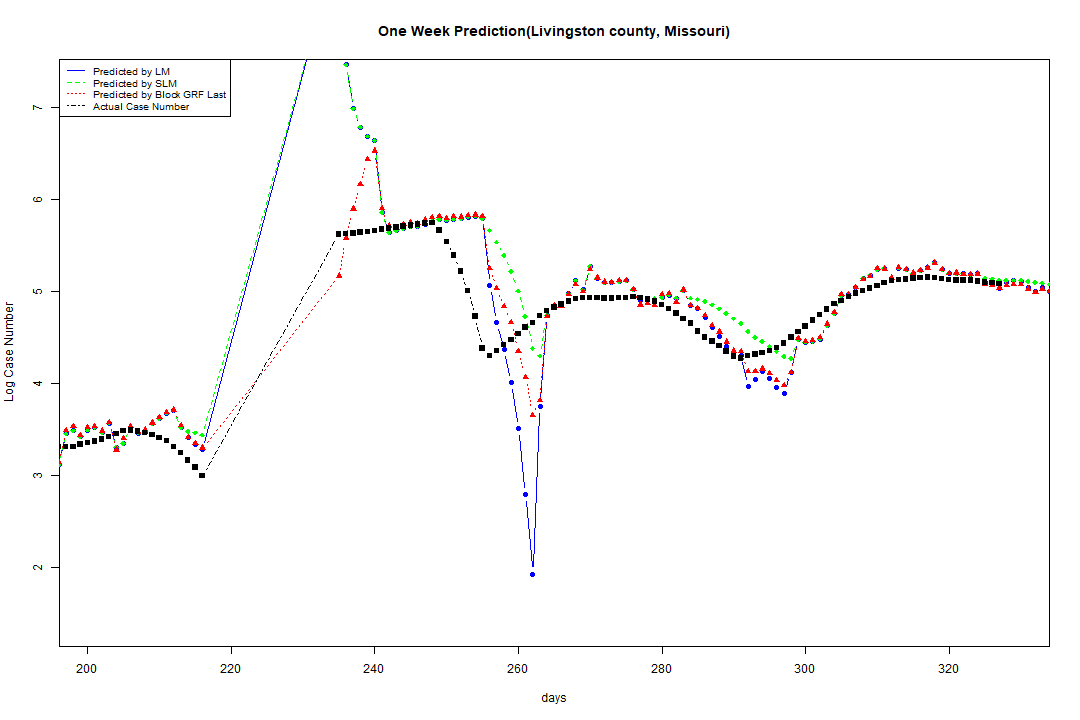 One Week Prediction(Livingston county, Missouri)
Predicted by LM
Predicted by SLM
Predicted by Block GRF Last
Actual Case Number
7
6
5
4
3
2
Log Case Number
200 220 240 260 280 300 320
days